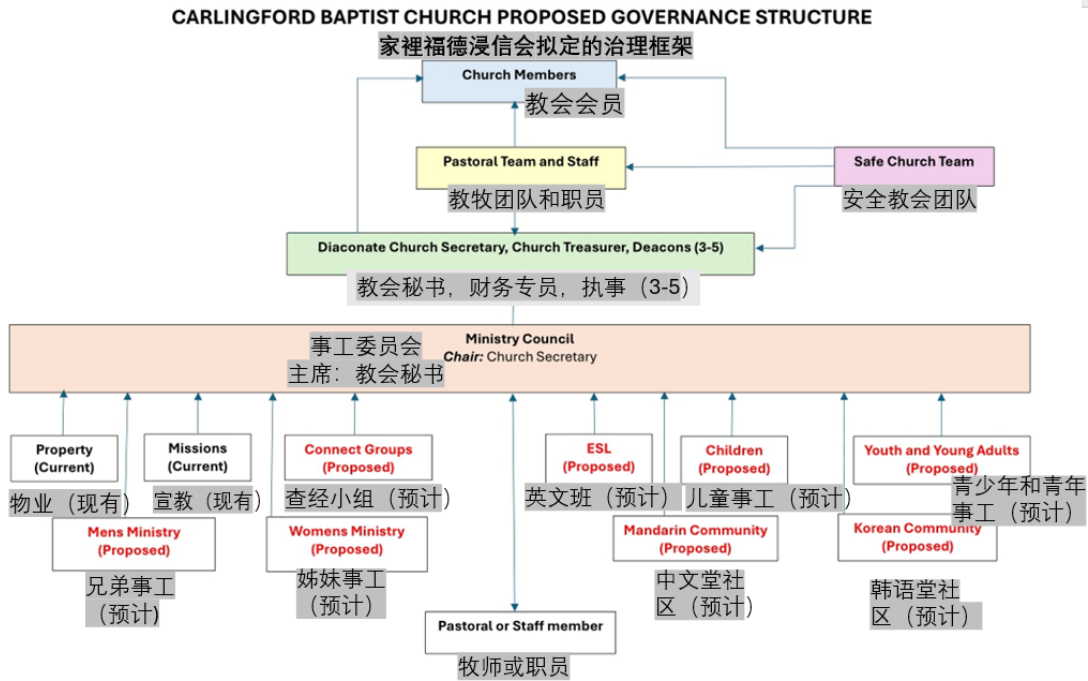 CARLINGFORD BAPTIST CHURCH PROPOSED GOVERNANCE STRUCTURE
家裡福德浸信会拟定的治理框架
Church Members
教会会员
Pastoral Team and Staff
教牧团队和职员
Safe Church Team
安全教会团队
Diaconate Church Secretary, Church Treasurer, Deacons (3-5)
教会秘书，财务专员，执事（3-5）
Ministry Council
Chair: Church Secretary
事工委员会
主席：教会秘书
Property
(Current)
物业（现有）
Missions
(Current)
宣教（现有）
Connect Groups
(Proposed)
查经小组（预计）
ESL
(Proposed)
英文班（预计）
Children
(Proposed)
儿童事工（预计）
Youth and Young Adults
(Proposed)
青少年和青年
事工（预计）
Mens Ministry
(Proposed)
兄弟事工
（预计）
Womens Ministry
(Proposed)
姊妹事工
（预计）
Mandarin Community
(Proposed)
中文堂社
区（预计）
Korean Community
(Proposed)
韩语堂社
区（预计）
Pastoral or Staff member
牧师或职员